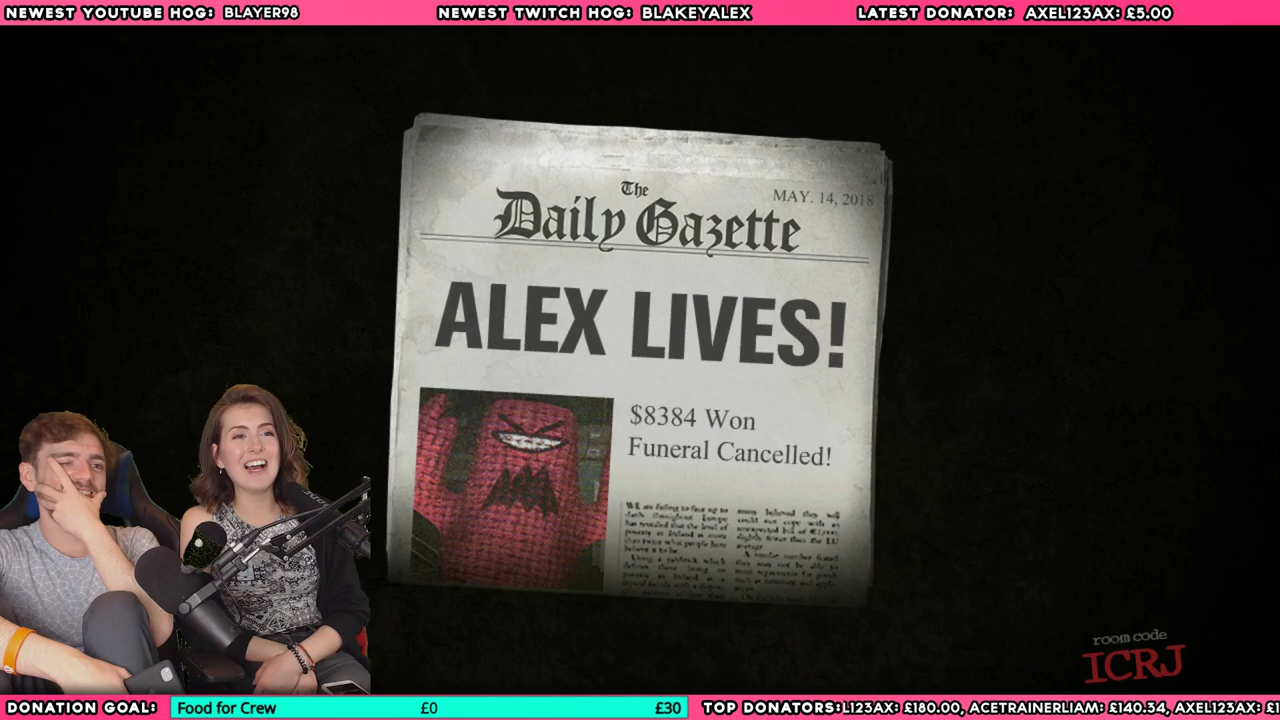 NEWEST YOUTUBE HOG: BLAYER98
NEWEST TWITCH HOG: BLAKEYALEX
LATEST DONATOR: AXEL123AX: £5.00
The
MAY. 14, 2018
Daily Gazette
ALEX LIVES!
$8384 Won
Funeral Cancelled!
room code
ICRJ
DONATION GOAL:
Food for Crew
£0
£30
TOP DONATORS:
L123AX: £180.00, ACETRAINERLIAM: £140.34, AXEL123AX: £1